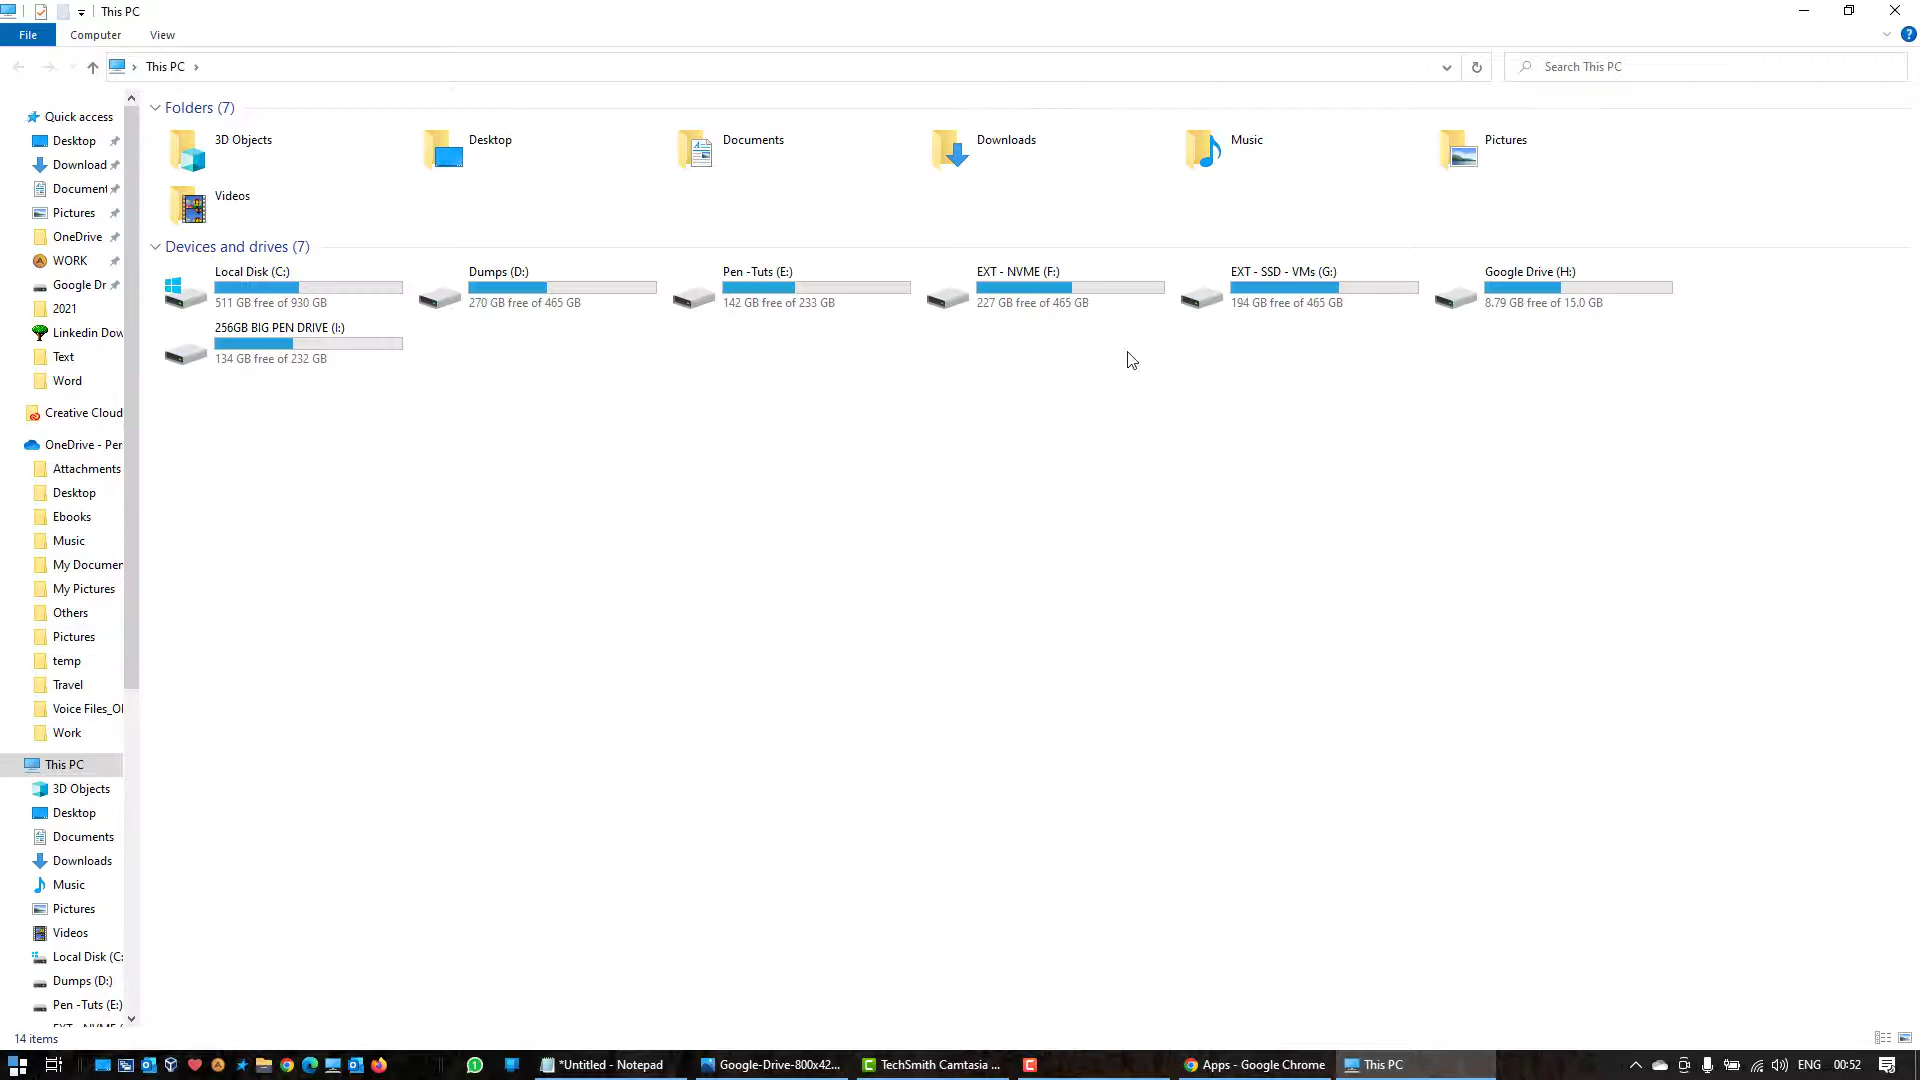 This PC
File
Computer
View
This PC
Search This PC
Quick access
Desktop
Download
Document
Pictures
OneDrive
WORK
Google Dr
2021
Linkedin Dow
Text
Word
Creative Cloud
OneDrive - Per
Attachments
Desktop
Ebooks
Music
My Documen
My Pictures
Others
Pictures
temp
Travel
Voice Files_Ol
Work
This PC
3D Objects
Desktop
Documents
Downloads
Music
Pictures
Videos
Local Disk (C:
Dumps (D:)
Pen -Tuts (E:)
Folders (7)
3D Objects
Desktop
Documents
Downloads
Music
Pictures
Videos
Devices and drives (7)
Local Disk (C:)
511 GB free of 930 GB
Dumps (D:)
270 GB free of 465 GB
Pen -Tuts (E:)
142 GB free of 233 GB
EXT - NVME (F:)
227 GB free of 465 GB
EXT - SSD - VMs (G:)
194 GB free of 465 GB
Google Drive (H:)
8.79 GB free of 15.0 GB
256GB BIG PEN DRIVE (I:)
134 GB free of 232 GB
14 items
*Untitled - Notepad
Google-Drive-800x42...
TechSmith Camtasia ...
Apps - Google Chrome
This PC
ENG
00:52